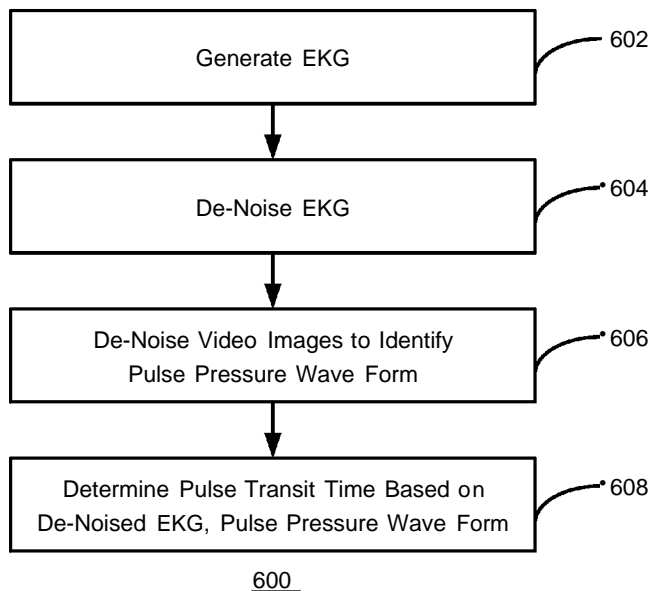 Generate EKG
602
De-Noise EKG
604
De-Noise Video Images to Identify
Pulse Pressure Wave Form
606
Determine Pulse Transit Time Based on
De-Noised EKG, Pulse Pressure Wave Form
608
600